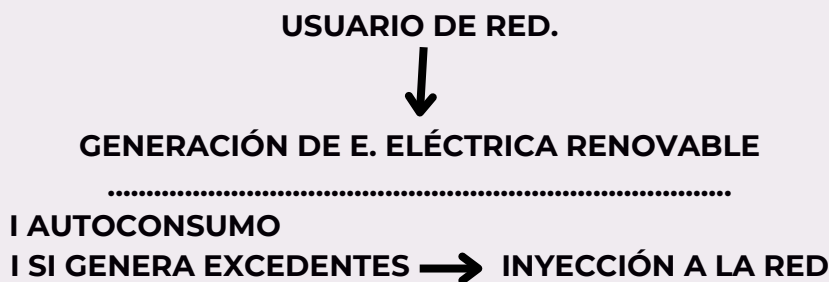 USUARIO DE RED.
GENERACIÓN DE E. ELÉCTRICA RENOVABLE
................................................................................
I AUTOCONSUMO
I SI GENERA EXCEDENTES INYECCIÓN A LA RED